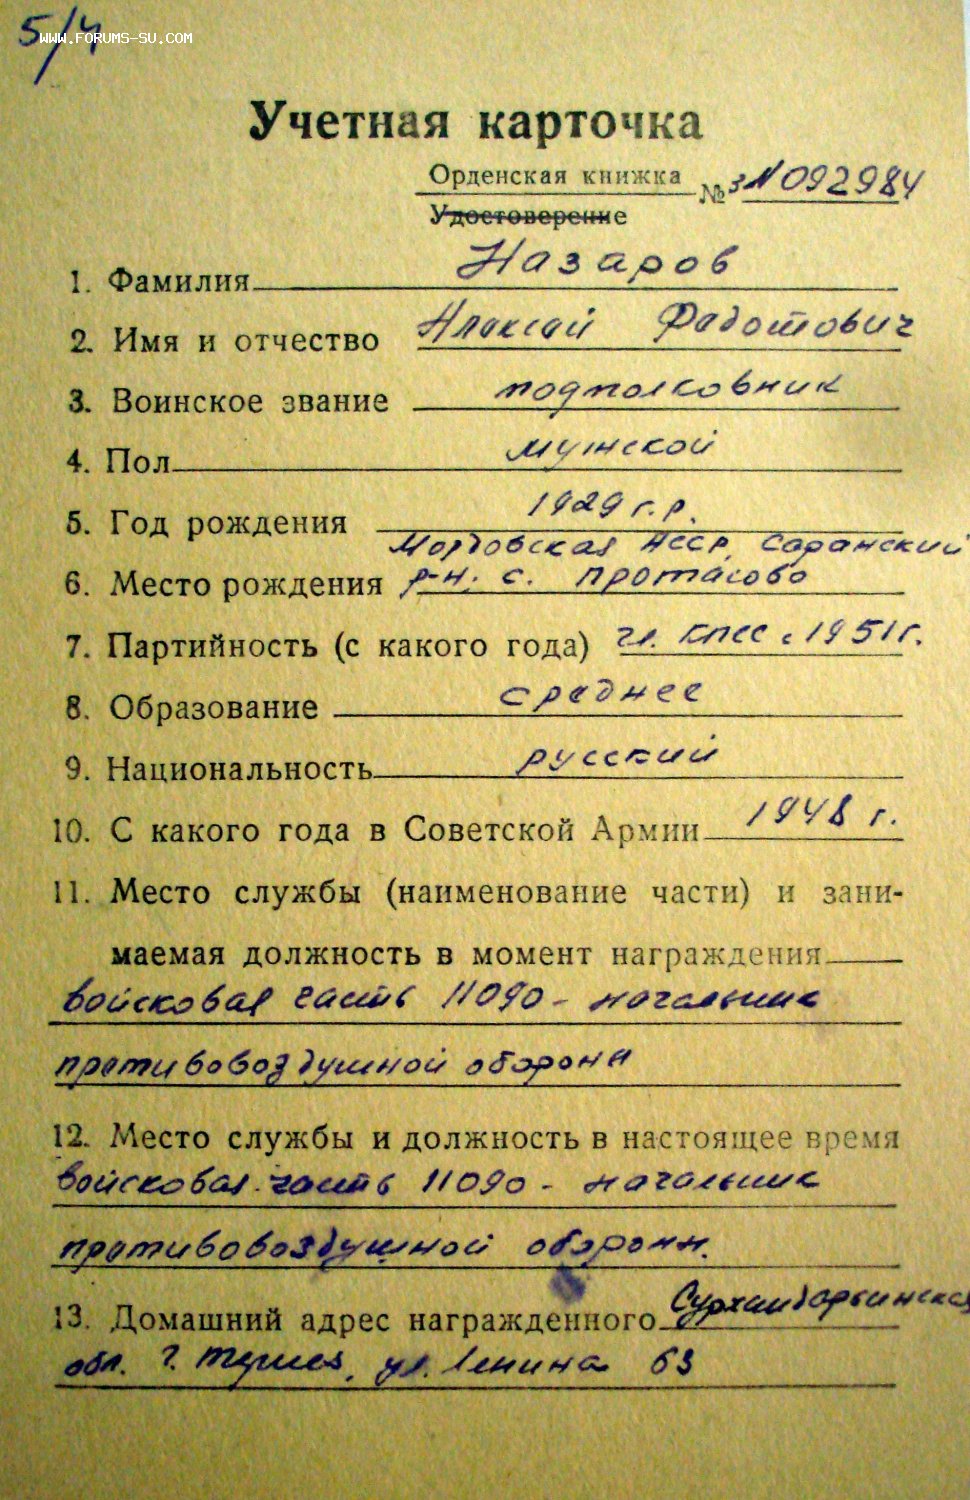 5/4
WWW.FORUMS-SU.COM
Учетная карточка
Орденская книжка
Удостоверение № з N 092984
1. Фамилия Назаров
2. Имя и отчество Алексей Федотович
3. Воинское звание подполковник
4. Пол мужской
5. Год рождения 1929 г.р.
Мордовская АССР, Саранский
6. Место рождения р-н. с. Протасово
7. Партийность (с какого года) чл. КПСС с 1951 г.
8. Образование среднее
9. Национальность русский
10. С какого года в Советской Армии 1948 г.
11. Место службы (наименование части) и зани-
маемая должность в момент награждения
войсковая часть 11090 - начальник
противовоздушной обороны
12. Место службы и должность в настоящее время
войсковая часть 11090 - начальник
противовоздушной обороны.
13. Домашний адрес награжденного Сурхандарьинская
обл. г. Термез, ул. Ленина 63